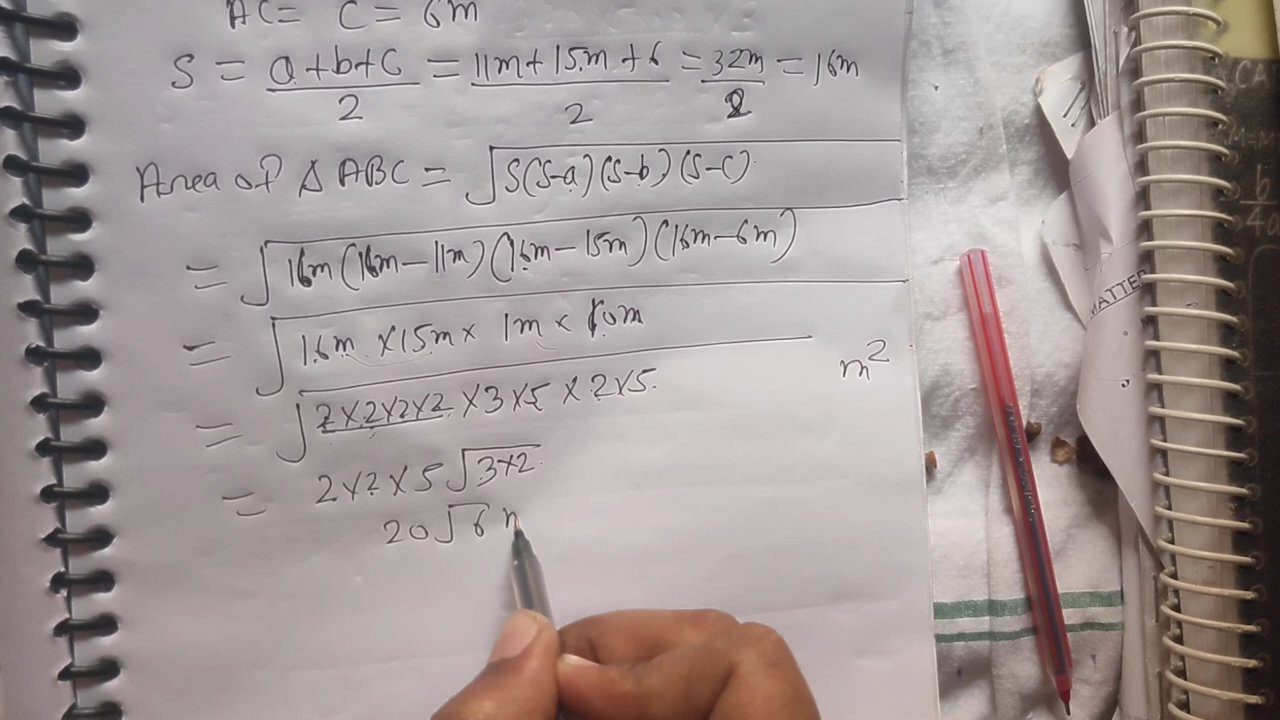 AC = C = 6m
S = a+b+c/2 = 11m+15m+6/2 = 32m/2 = 16m
Area of Δ ABC = √S(S-a)(S-b)(S-c)
= √16m(16m-11m)(16m-15m)(16m-6m)
= √16m×15m×1m×10m
= √2×2×2×2×3×5×2×5 m²
= 2×2×5√3×2
20√6
MATTER